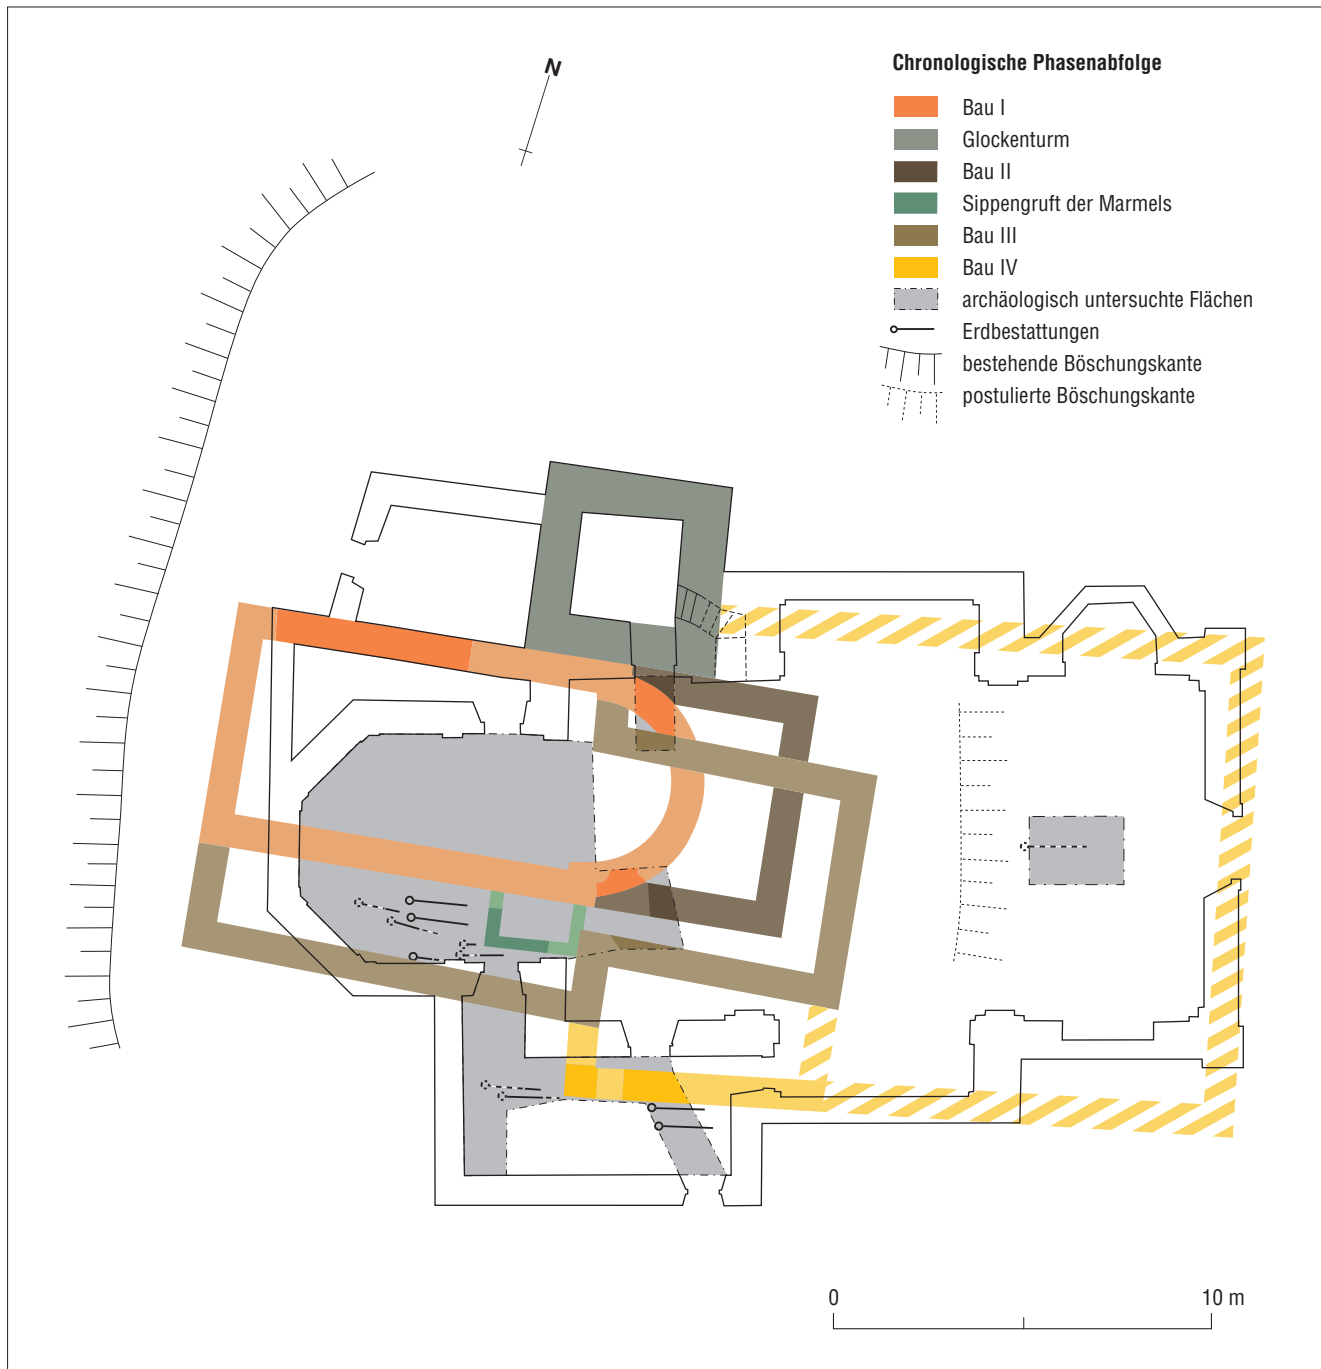 N
Chronologische Phasenabfolge
Bau I
Glockenturm
Bau II
Sippengruft der Marmels
Bau III
Bau IV
archäologisch untersuchte Flächen
Erdbestattungen
bestehende Böschungskante
postulierte Böschungskante
0 10 m